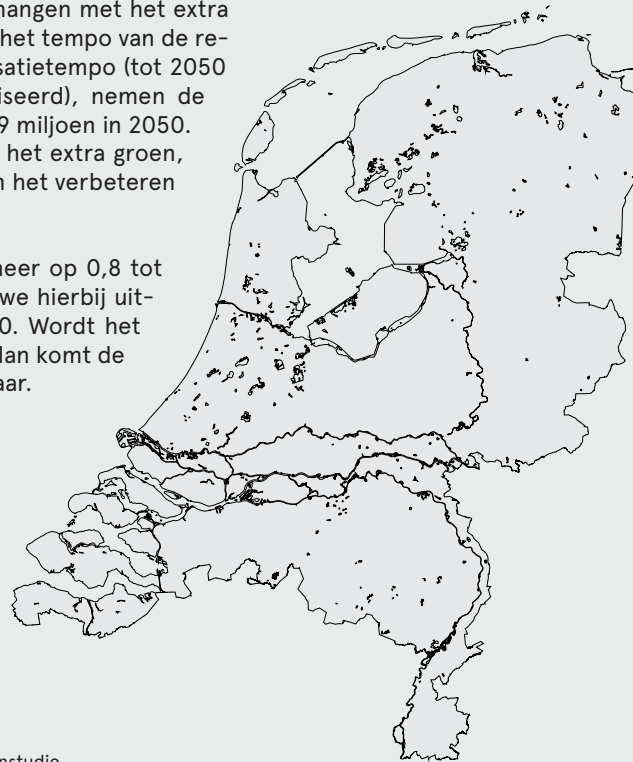 hangen met het extra
het tempo van de re-
satietempo (tot 2050
iseerd), nemen de
9 miljoen in 2050.
het extra groen,
het verbeteren
neer op 0,8 tot
we hierbij uit-
0. Wordt het
dan komt de
aar.
nstudie